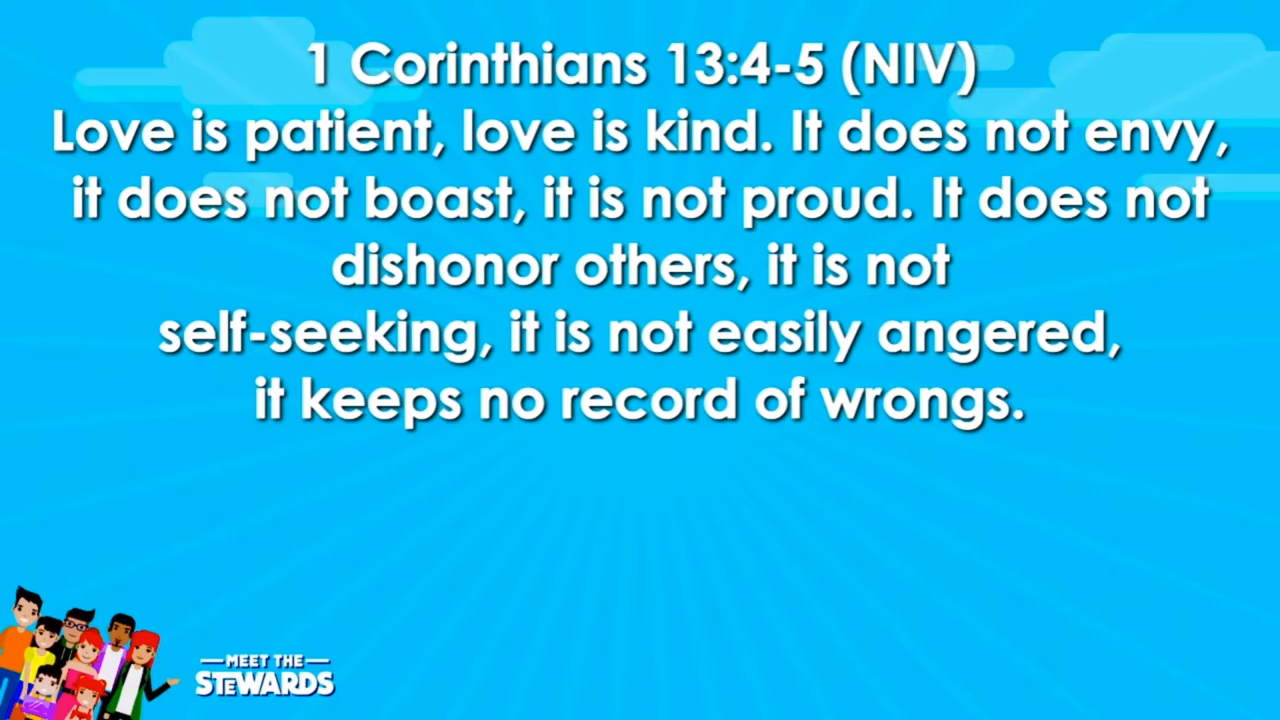 1 Corinthians 13:4-5 (NIV)
Love is patient, love is kind. It does not envy,
it does not boast, it is not proud. It does not
dishonor others, it is not
self-seeking, it is not easily angered,
it keeps no record of wrongs.
MEET THE
STEWARDS